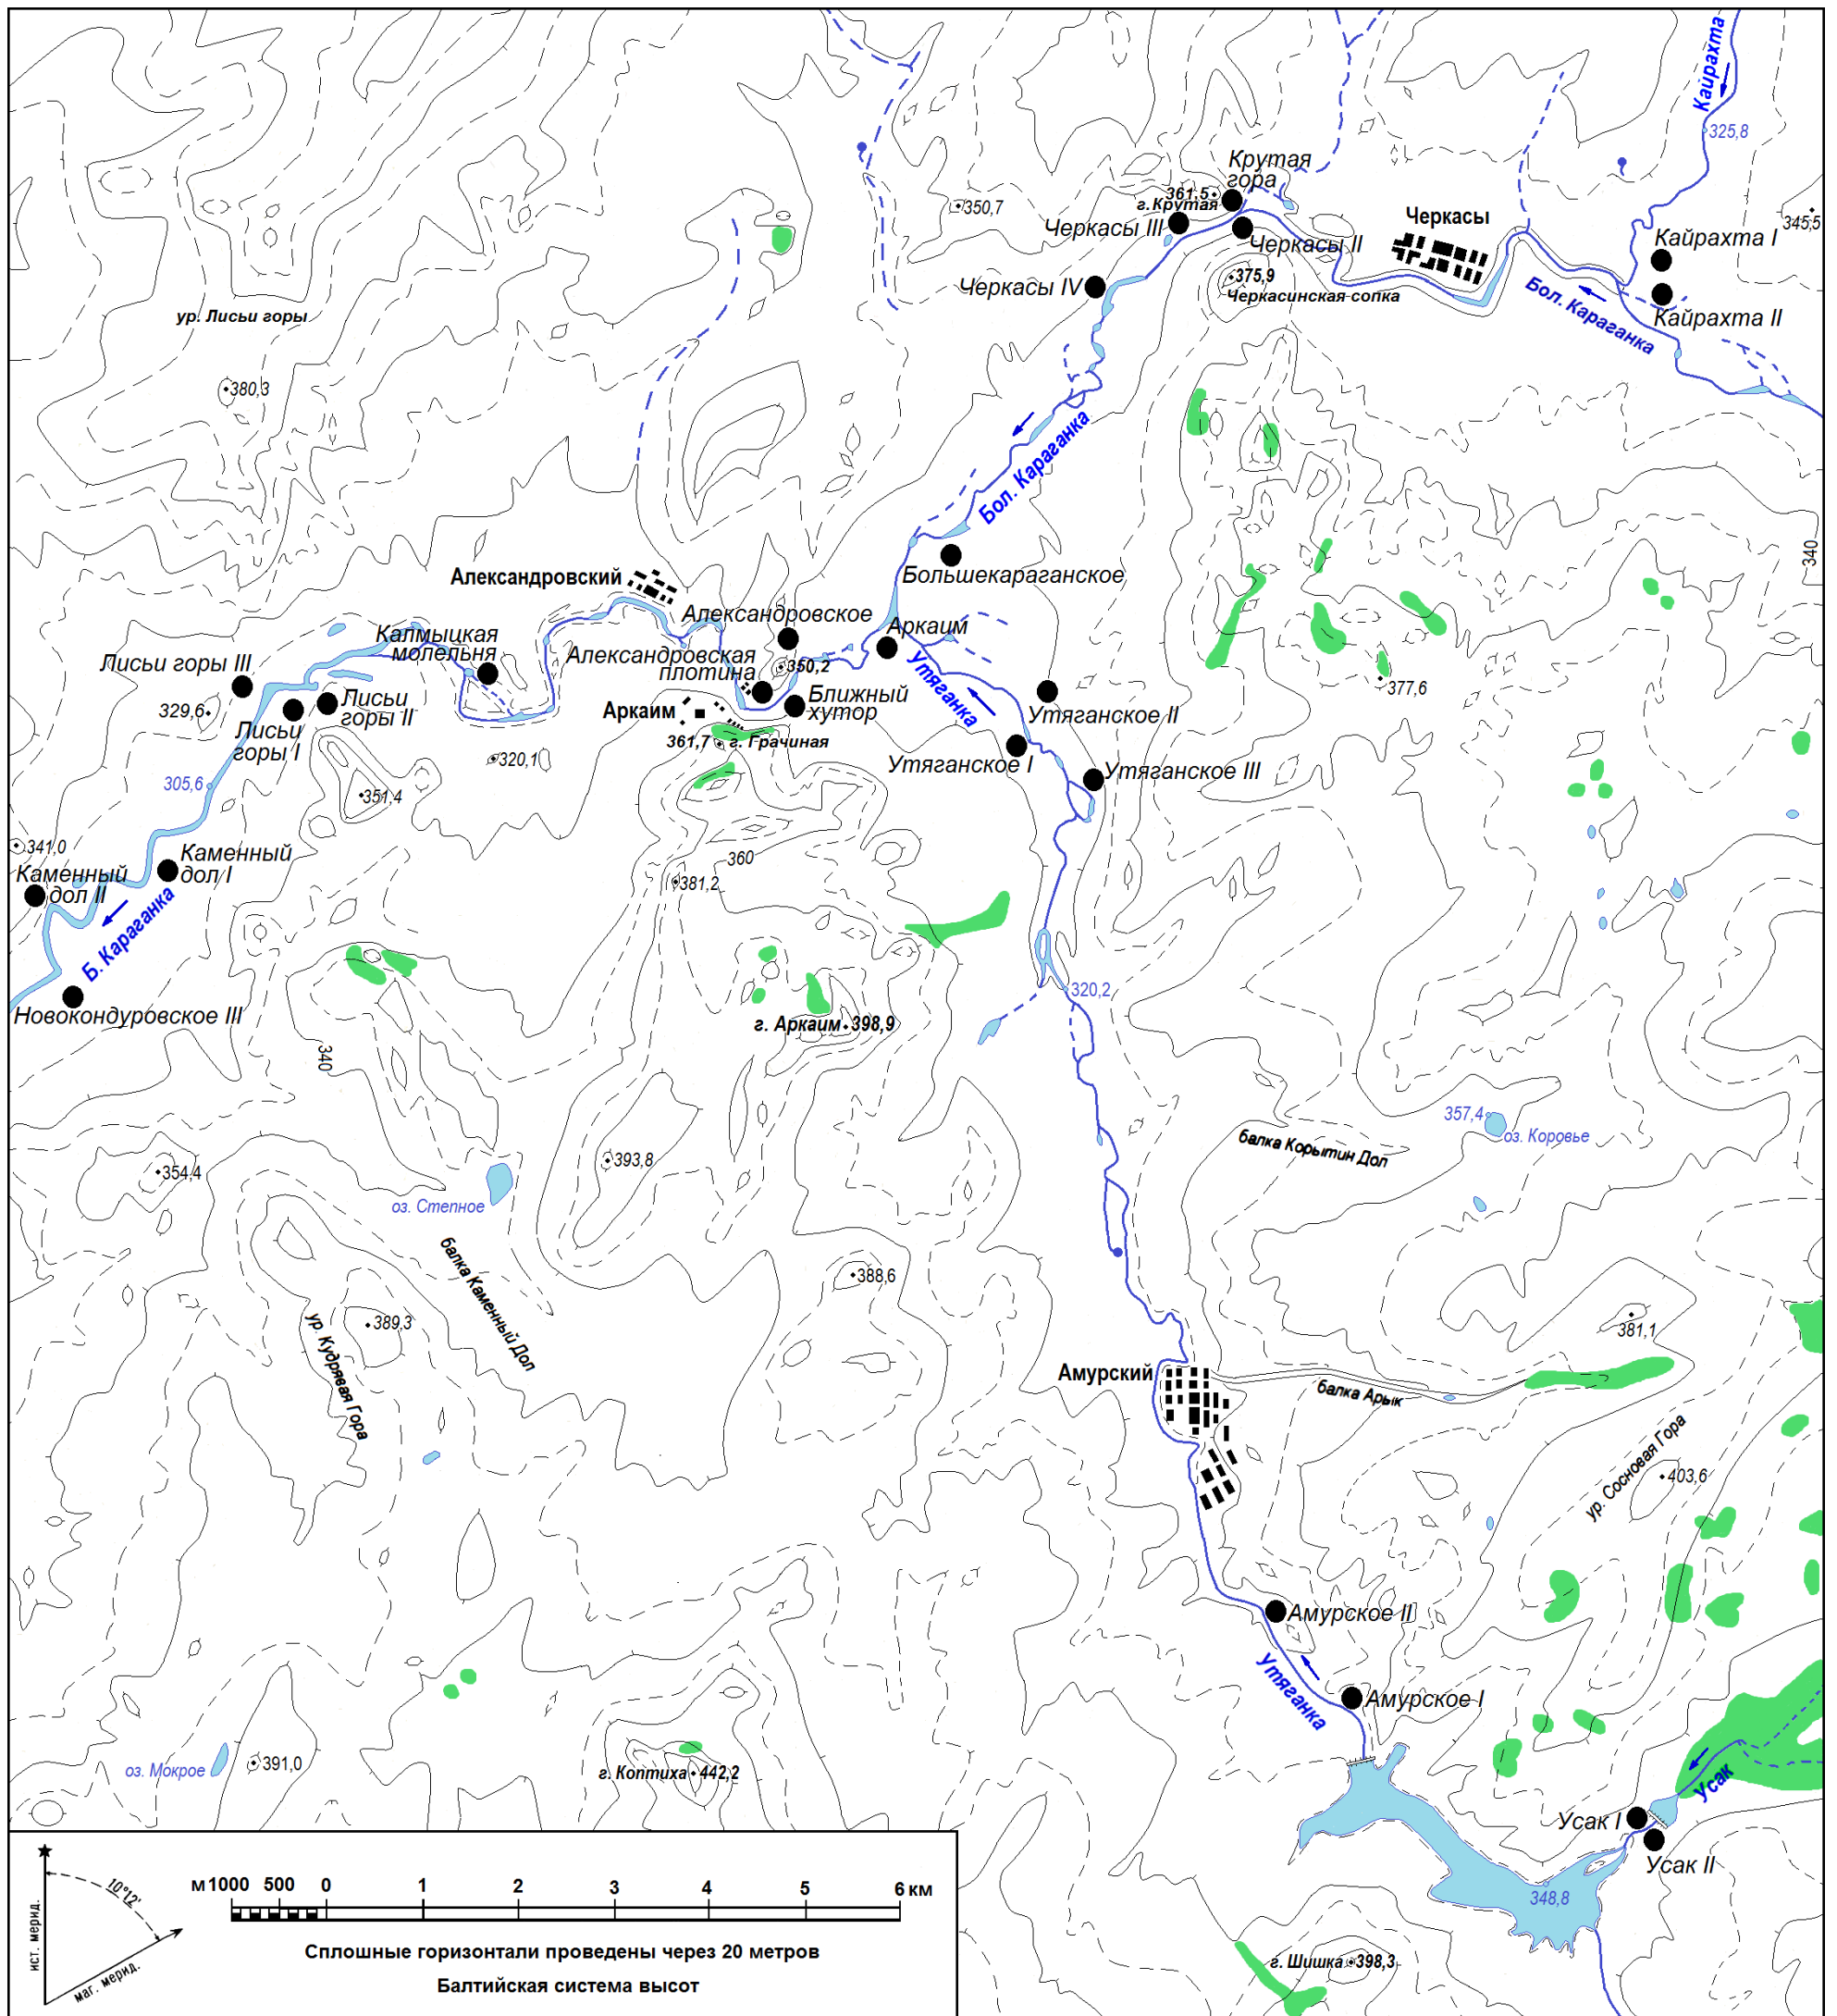 Кайрахта
325,8
Крутая
гора
361,5
г. Крутая
350,7
Черкасы III
Черкасы II
Черкасы
345,5
Кайрахта I
Черкасы IV
375,9
Черкасинская сопка
Бол. Караганка
Кайрахта II
ур. Лисьи горы
380,3
Бол. Караганка
340
Большекараганское
Александровский
Александровское
Аркаим
Калмыцкая
молельня
Александровская
плотина
350,2
Утяганка
Лисьи горы III
329,6
Лисьи
горы II
Лисьи
горы I
Аркаим
Ближный
хутор
Утяганское II
377,6
361,7
г. Грачиная
320,1
Утяганское I
Утяганское III
305,6
351,4
341,0
Каменный
дол I
Каменный
дол II
360
381,2
Б. Караганка
320,2
Новокондуровское III
г. Аркаим
398,9
340
357,4
оз. Коровье
балка Корытин Дол
354,4
393,8
оз. Степное
балка Каменный Дол
388,6
ур. Кудрявая Гора
389,3
381,1
Амурский
балка Арык
ур. Сосновая Гора
403,6
Амурское II
Утяганка
Амурское I
оз. Мокрое
391,0
г. Коптиха
442,2
Усак
Усак I
Усак II
348,8
г. Шишка
398,3
10°12'
ист. мерид.
маг. мерид.
м 1000 500 0 1 2 3 4 5 6 км
Сплошные горизонтали проведены через 20 метров
Балтийская система высот